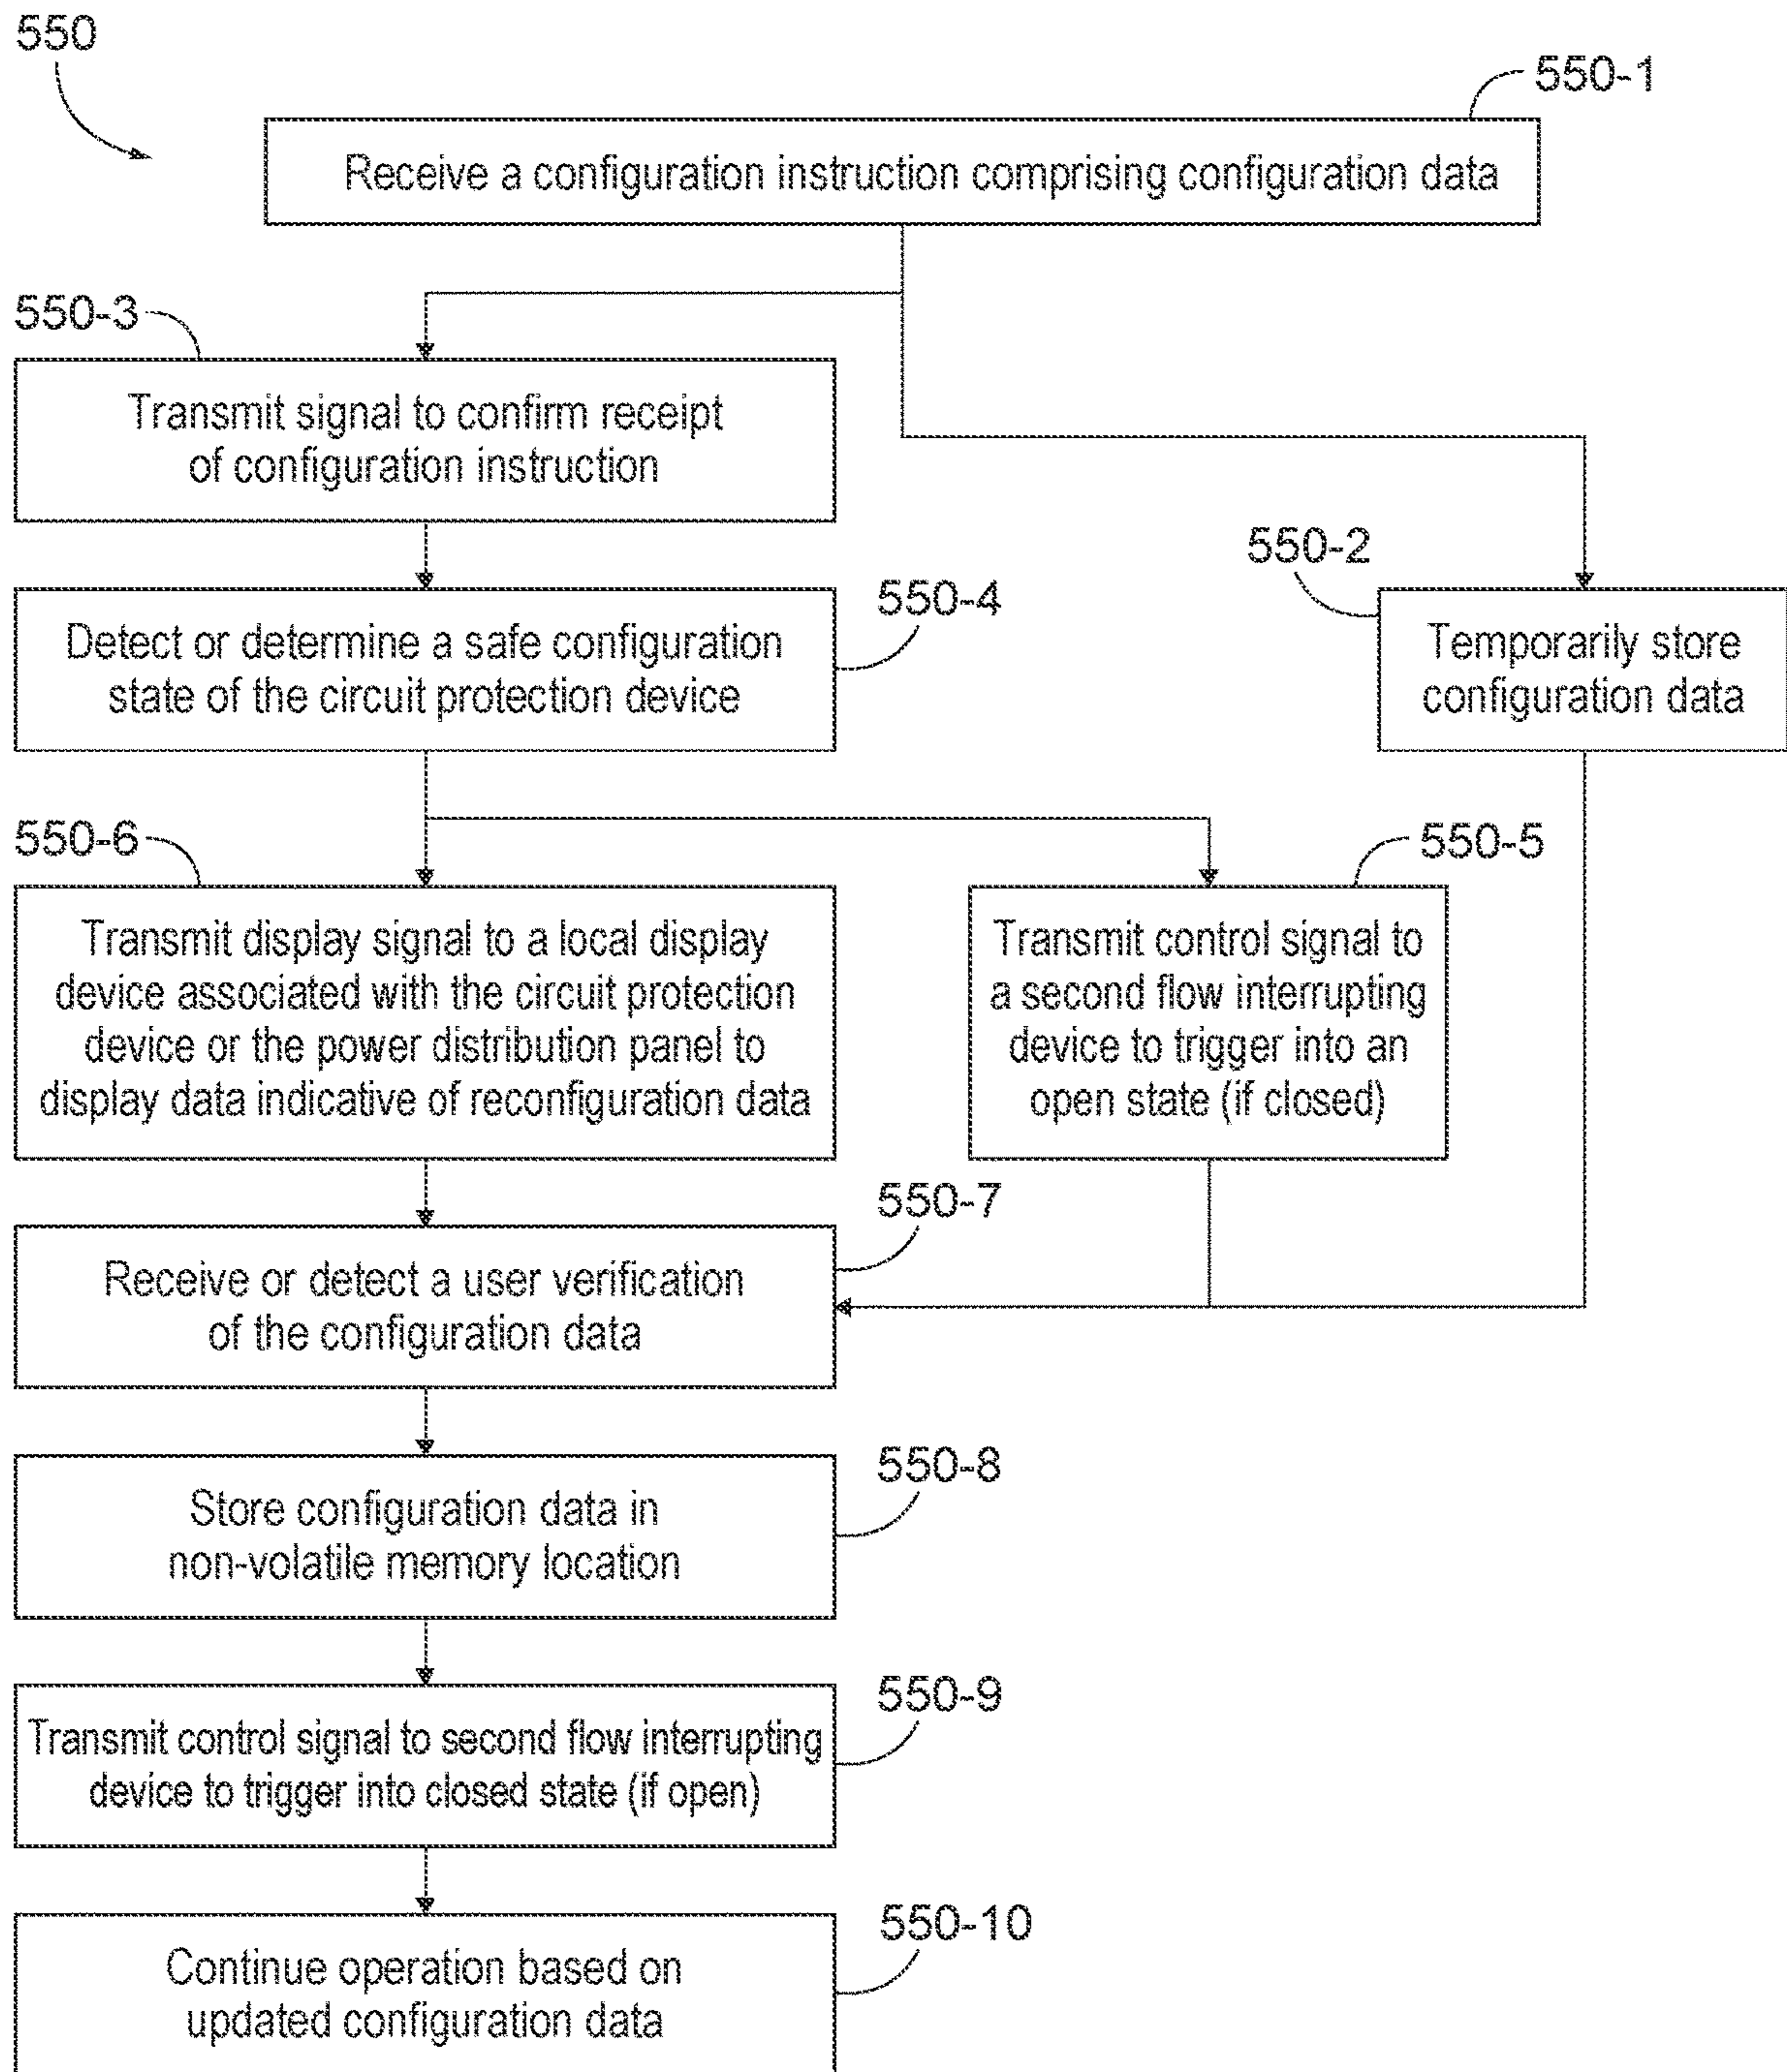 550
550-1
Receive a configuration instruction comprising configuration data
550-3
Transmit signal to confirm receipt
of configuration instruction
550-2
Temporarily store
configuration data
550-4
Detect or determine a safe configuration
state of the circuit protection device
550-6
Transmit display signal to a local display
device associated with the circuit protection
device or the power distribution panel to
display data indicative of reconfiguration data
550-5
Transmit control signal to
a second flow interrupting
device to trigger into an
open state (if closed)
550-7
Receive or detect a user verification
of the configuration data
550-8
Store configuration data in
non-volatile memory location
550-9
Transmit control signal to second flow interrupting
device to trigger into closed state (if open)
550-10
Continue operation based on
updated configuration data